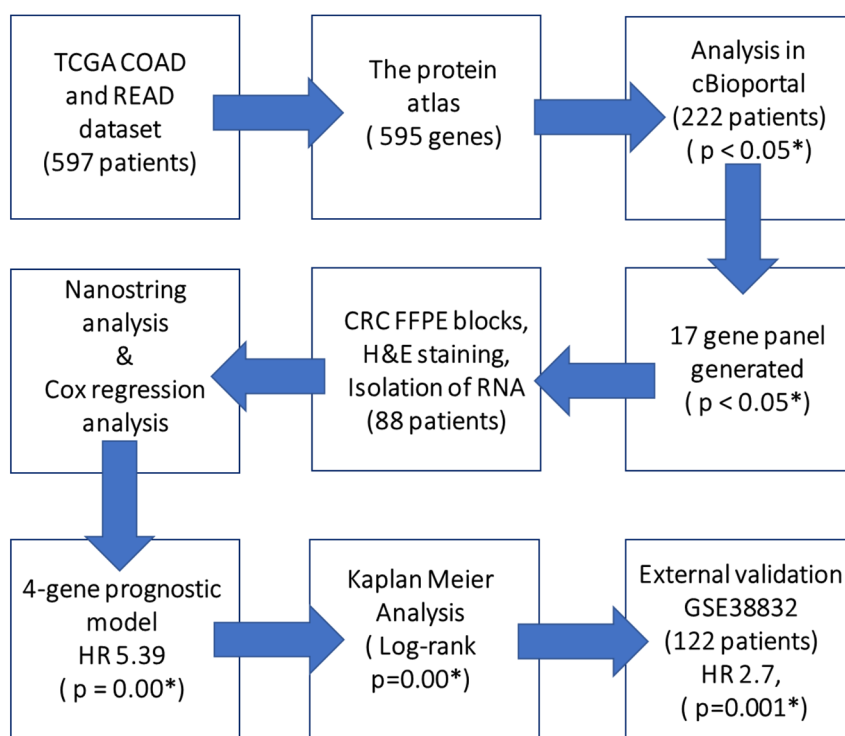 TCGA COAD
and READ
dataset
(597 patients)
The protein
atlas
( 595 genes)
Analysis in
cBioportal
(222 patients)
( p < 0.05*)
17 gene panel
generated
( p < 0.05*)
CRC FFPE blocks,
H&E staining,
Isolation of RNA
(88 patients)
Nanostring
analysis
&
Cox regression
analysis
4-gene prognostic
model
HR 5.39
( p = 0.00*)
Kaplan Meier
Analysis
( Log-rank
p=0.00*)
External validation
GSE38832
(122 patients)
HR 2.7,
( p=0.001*)